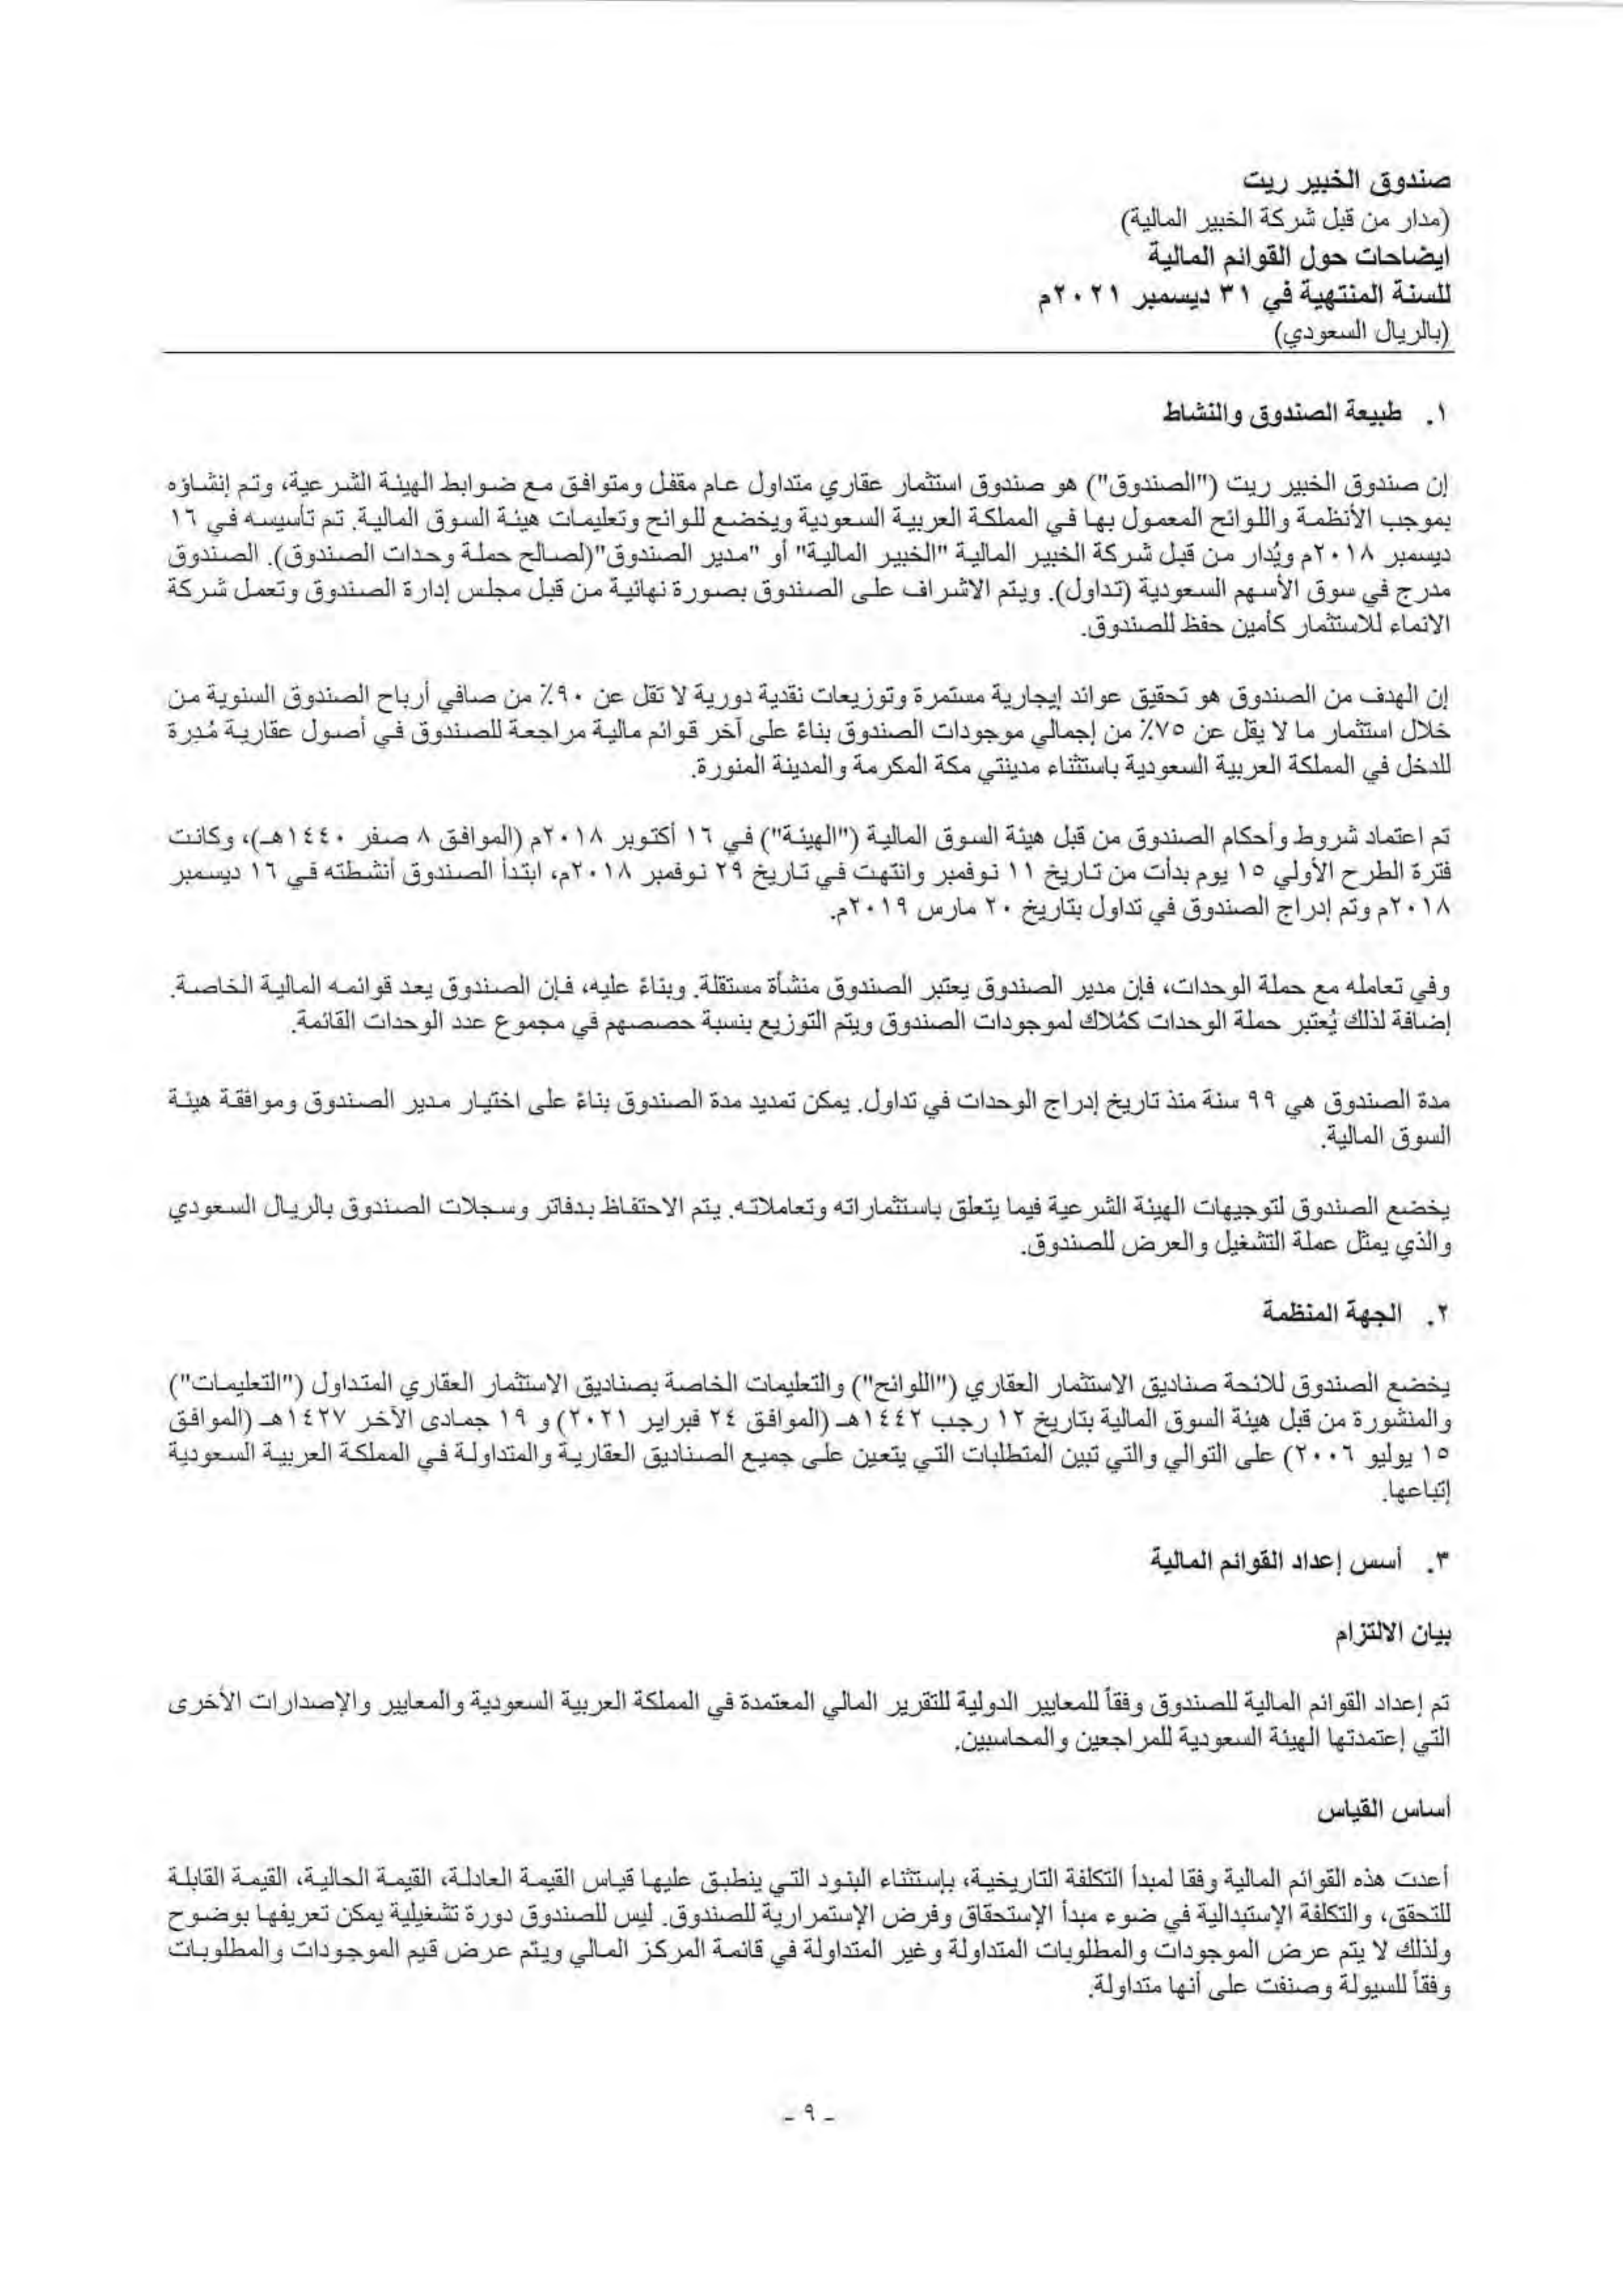 صندوق الخبير ريت
(مدار من قبل شركة الخبير المالية)
ايضاحات حول القوائم المالية
للسنة المنتهية في ٣١ ديسمبر ٢٠٢١م
(بالريال السعودي)
١. طبيعة الصندوق والنشاط
إن صندوق الخبير ريت ("الصندوق") هو صندوق استثمار عقاري متداول عام مقفل ومتوافق مع ضوابط الهيئة الشرعية، وتم إنشاؤه
بموجب الأنظمة واللوائح المعمول بها في المملكة العربية السعودية ويخضع للوائح وتعليمات هيئة السوق المالية. تم تأسيسه في ١٦
ديسمبر ٢٠١٨م ويُدار من قبل شركة الخبير المالية "الخبير المالية" أو "مدير الصندوق"(لصالح حملة وحدات الصندوق). الصندوق
مدرج في سوق الأسهم السعودية (تداول). ويتم الاشراف على الصندوق بصورة نهائية من قبل مجلس إدارة الصندوق وتعمل شركة
الانماء للاستثمار كأمين حفظ للصندوق.
إن الهدف من الصندوق هو تحقيق عوائد إيجارية مستمرة وتوزيعات نقدية دورية لا تقل عن ٩٠٪ من صافي أرباح الصندوق السنوية من
خلال استثمار ما لا يقل عن ٧٥٪ من إجمالي موجودات الصندوق بناءً على آخر قوائم مالية مراجعة للصندوق في أصول عقارية مُدِرة
للدخل في المملكة العربية السعودية باستثناء مدينتي مكة المكرمة والمدينة المنورة.
تم اعتماد شروط وأحكام الصندوق من قبل هيئة السوق المالية ("الهيئة") في ١٦ أكتوبر ٢٠١٨م (الموافق ٨ صفر ١٤٤٠هـ)، وكانت
فترة الطرح الأولي ١٥ يوم بدأت من تاريخ ١١ نوفمبر وانتهت في تاريخ ٢٩ نوفمبر ٢٠١٨م، ابتدأ الصندوق أنشطته في ١٦ ديسمبر
٢٠١٨م وتم إدراج الصندوق في تداول بتاريخ ٢٠ مارس ٢٠١٩م.
وفي تعامله مع حملة الوحدات، فإن مدير الصندوق يعتبر الصندوق منشأة مستقلة. وبناءً عليه، فإن الصندوق يعد قوائمه المالية الخاصة.
إضافة لذلك يُعتبر حملة الوحدات كمُلاك لموجودات الصندوق ويتم التوزيع بنسبة حصصهم في مجموع عدد الوحدات القائمة.
مدة الصندوق هي ٩٩ سنة منذ تاريخ إدراج الوحدات في تداول. يمكن تمديد مدة الصندوق بناءً على اختيار مدير الصندوق وموافقة هيئة
السوق المالية.
يخضع الصندوق لتوجيهات الهيئة الشرعية فيما يتعلق باستثماراته وتعاملاته. يتم الاحتفاظ بدفاتر وسجلات الصندوق بالريال السعودي
والذي يمثل عملة التشغيل والعرض للصندوق.
٢. الجهة المنظمة
يخضع الصندوق للائحة صناديق الاستثمار العقاري ("اللوائح") والتعليمات الخاصة بصناديق الاستثمار العقاري المتداول ("التعليمات")
والمنشورة من قبل هيئة السوق المالية بتاريخ ١٢ رجب ١٤٤٢هـ (الموافق ٢٤ فبراير ٢٠٢١) و ١٩ جمادى الآخر ١٤٢٧هـ (الموافق
١٥ يوليو ٢٠٠٦) على التوالي والتي تبين المتطلبات التي يتعين على جميع الصناديق العقارية والمتداولة في المملكة العربية السعودية
إتباعها.
٣. أسس إعداد القوائم المالية
بيان الالتزام
تم إعداد القوائم المالية للصندوق وفقاً للمعايير الدولية للتقرير المالي المعتمدة في المملكة العربية السعودية والمعايير والإصدارات الأخرى
التي إعتمدتها الهيئة السعودية للمراجعين والمحاسبين.
أساس القياس
أعدت هذه القوائم المالية وفقا لمبدأ التكلفة التاريخية، بإستثناء البنود التي ينطبق عليها قياس القيمة العادلة، القيمة الحالية، القيمة القابلة
للتحقق، والتكلفة الإستبدالية في ضوء مبدأ الإستحقاق وفرض الإستمرارية للصندوق. ليس للصندوق دورة تشغيلية يمكن تعريفها بوضوح
ولذلك لا يتم عرض الموجودات والمطلوبات المتداولة وغير المتداولة في قائمة المركز المالي ويتم عرض قيم الموجودات والمطلوبات
وفقاً للسيولة وصنفت على أنها متداولة.
- ٩ -